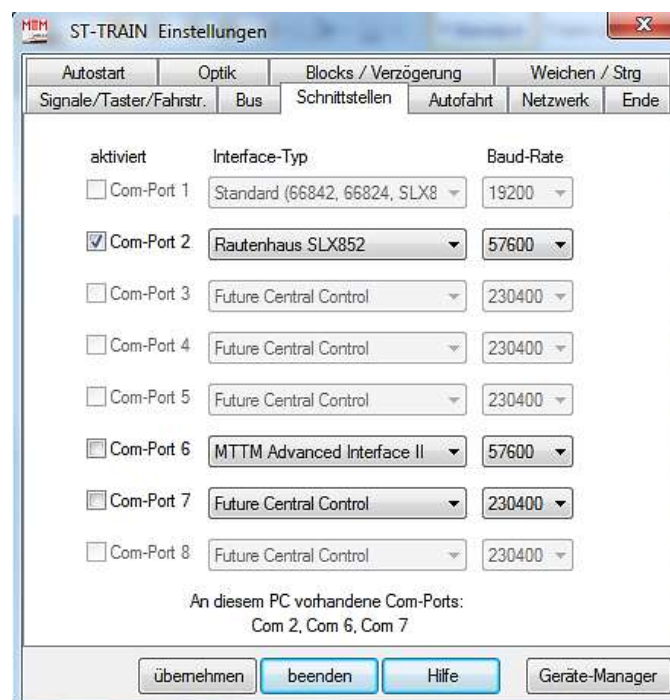 MBM ST-TRAIN Einstellungen
Autostart Optik Blocks / Verzögerung Weichen / Strg
Signale/Taster/Fahrstr. Bus Schnittstellen Autofahrt Netzwerk Ende
aktiviert Interface-Typ Baud-Rate
Com-Port 1 Standard (66842, 66824, SLX8 19200
Com-Port 2 Rautenhaus SLX852 57600
Com-Port 3 Future Central Control 230400
Com-Port 4 Future Central Control 230400
Com-Port 5 Future Central Control 230400
Com-Port 6 MTTM Advanced Interface II 57600
Com-Port 7 Future Central Control 230400
Com-Port 8 Future Central Control 230400
An diesem PC vorhandene Com-Ports:
Com 2, Com 6, Com 7
übernehmen beenden Hilfe Geräte-Manager